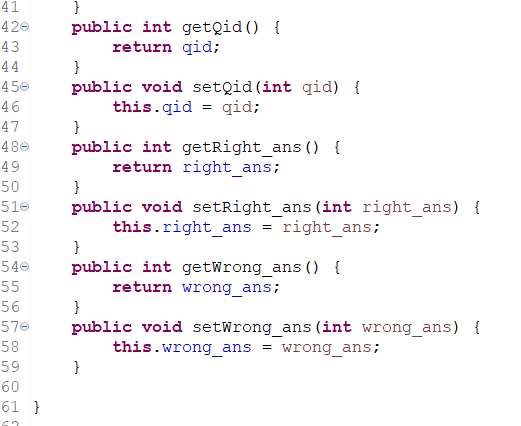 41     }
42     public int getQid() {
43         return qid;
44     }
45     public void setQid(int qid) {
46         this.qid = qid;
47     }
48     public int getRight_ans() {
49         return right_ans;
50     }
51     public void setRight_ans(int right_ans) {
52         this.right_ans = right_ans;
53     }
54     public int getWrong_ans() {
55         return wrong_ans;
56     }
57     public void setWrong_ans(int wrong_ans) {
58         this.wrong_ans = wrong_ans;
59     }
60
61 }